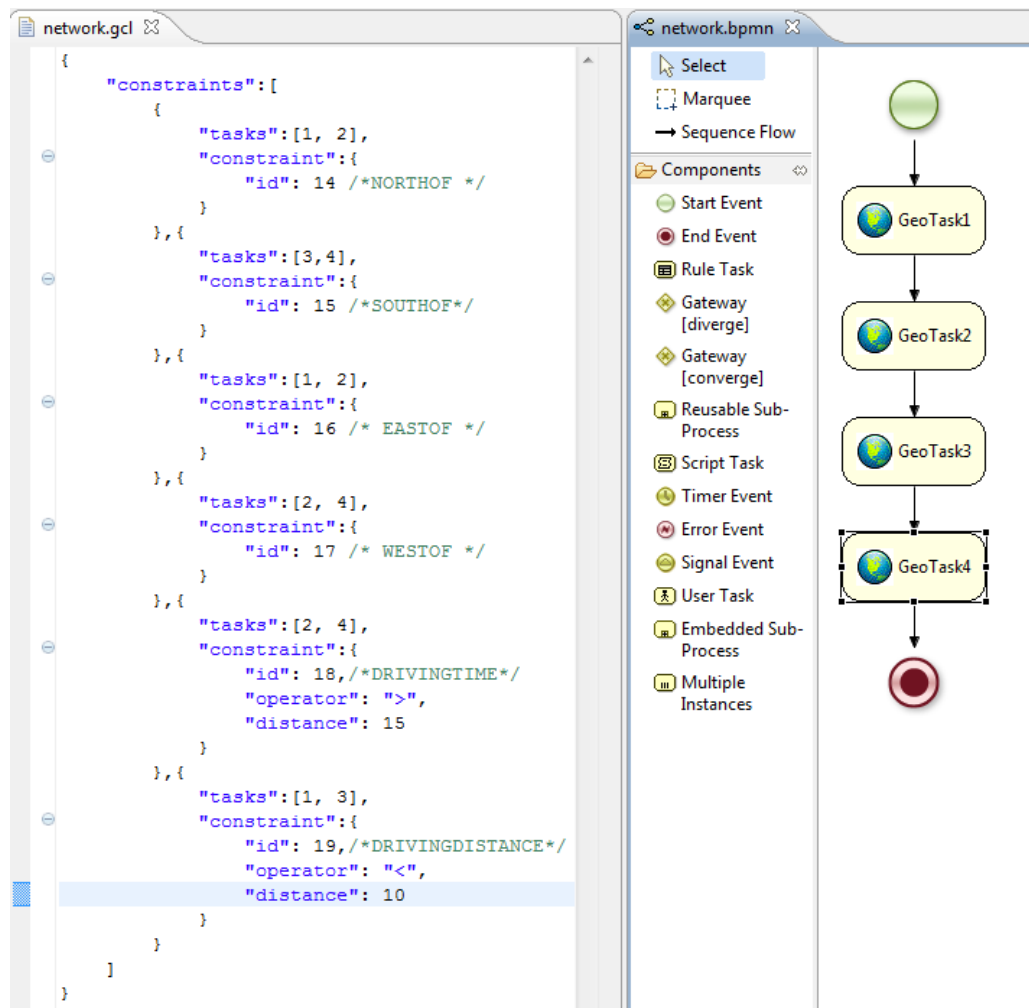 network.gcl
{
"constraints":[
{
"tasks":[1, 2],
"constraint":{
"id": 14 /*NORTHOF */
}
},{
"tasks":[3,4],
"constraint":{
"id": 15 /*SOUTHOF*/
}
},{
"tasks":[1, 2],
"constraint":{
"id": 16 /* EASTOF */
}
},{
"tasks":[2, 4],
"constraint":{
"id": 17 /* WESTOF */
}
},{
"tasks":[2, 4],
"constraint":{
"id": 18,/*DRIVINGTIME*/
"operator": ">",
"distance": 15
}
},{
"tasks":[1, 3],
"constraint":{
"id": 19,/*DRIVINGDISTANCE*/
"operator": "<",
"distance": 10
}
}
]
}
network.bpmn
Select
Marquee
Sequence Flow
Components
Start Event
End Event
Rule Task
Gateway
[diverge]
Gateway
[converge]
Reusable Sub-
Process
Script Task
Timer Event
Error Event
Signal Event
User Task
Embedded Sub-
Process
Multiple
Instances
GeoTask1
GeoTask2
GeoTask3
GeoTask4